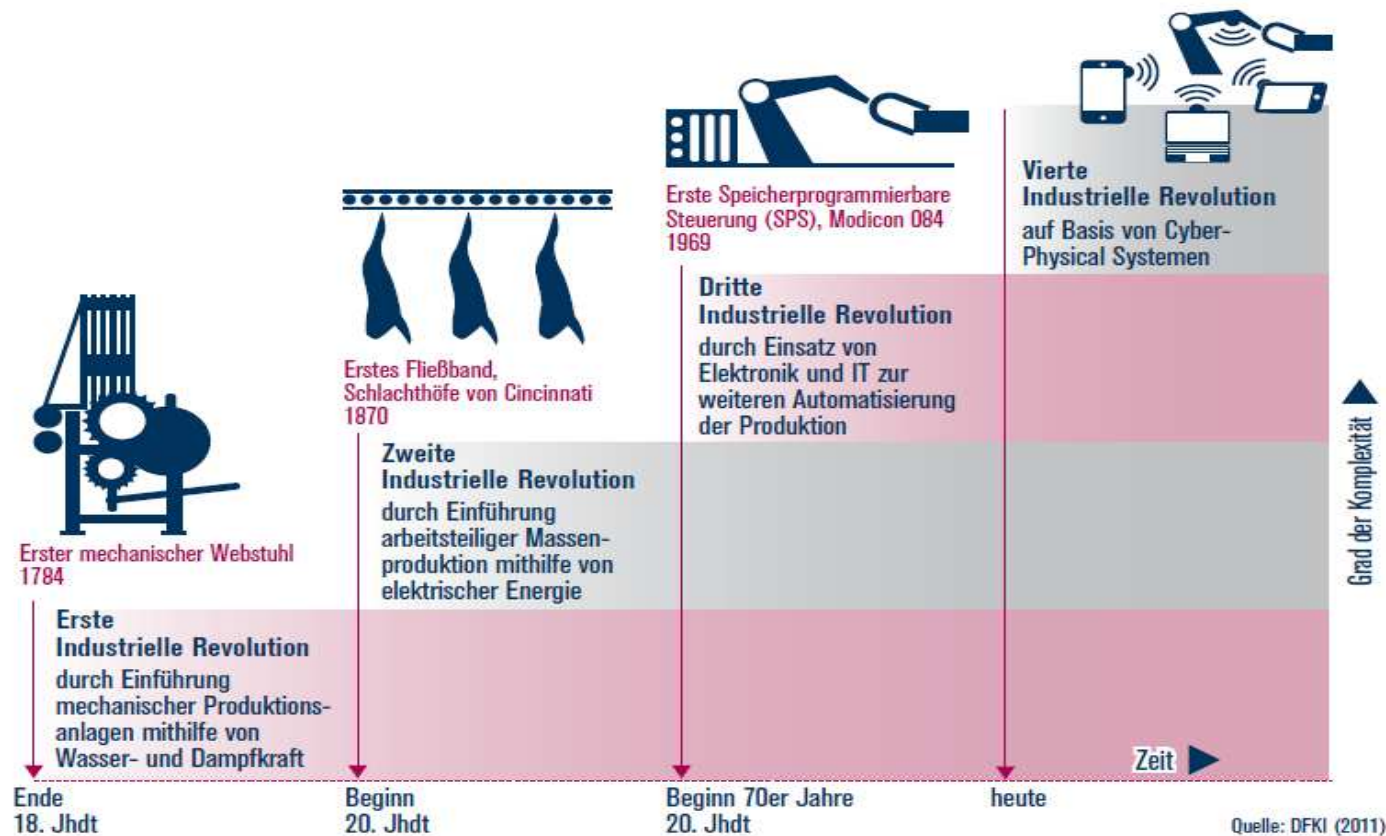 Erster mechanischer Webstuhl
1784
Erste
Industrielle Revolution
durch Einführung
mechanischer Produktions-
anlagen mithilfe von
Wasser- und Dampfkraft
Erstes Fließband,
Schlachthöfe von Cincinnati
1870
Zweite
Industrielle Revolution
durch Einführung
arbeitsteiliger Massen-
produktion mithilfe von
elektrischer Energie
Erste Speicherprogrammierbare
Steuerung (SPS), Modicon 084
1969
Dritte
Industrielle Revolution
durch Einsatz von
Elektronik und IT zur
weiteren Automatisierung
der Produktion
Vierte
Industrielle Revolution
auf Basis von Cyber-
Physical Systemen
Grad der Komplexität
Zeit
Ende
18. Jhdt
Beginn
20. Jhdt
Beginn 70er Jahre
20. Jhdt
heute
Quelle: DFKI (2011)